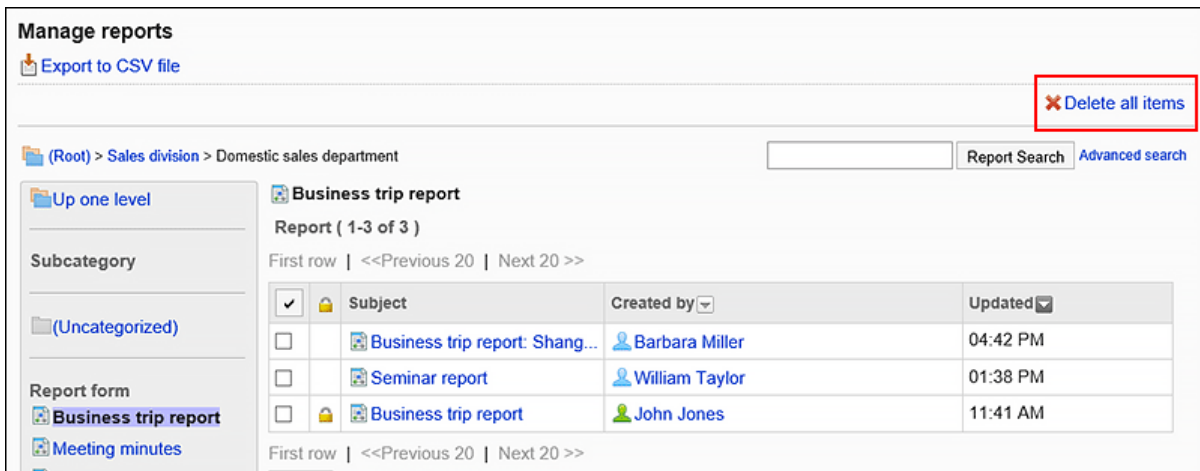 Manage reports
Export to CSV file
Delete all items
(Root) > Sales division > Domestic sales department
Report Search Advanced search
Up one level
Subcategory
(Uncategorized)
Report form
Business trip report
Meeting minutes
Business trip report
Report ( 1-3 of 3 )
First row | <<Previous 20 | Next 20 >>
Subject Created by Updated
Business trip report: Shang... Barbara Miller 04:42 PM
Seminar report William Taylor 01:38 PM
Business trip report John Jones 11:41 AM
First row | <<Previous 20 | Next 20 >>